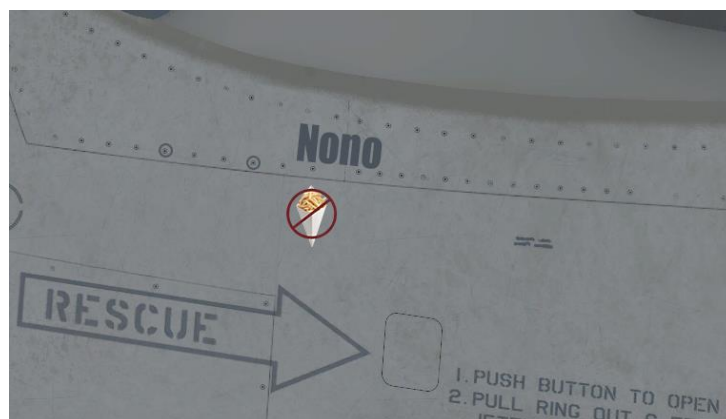 Nono
RESCUE
1. PUSH BUTTON TO OPEN
2. PULL RING OUT